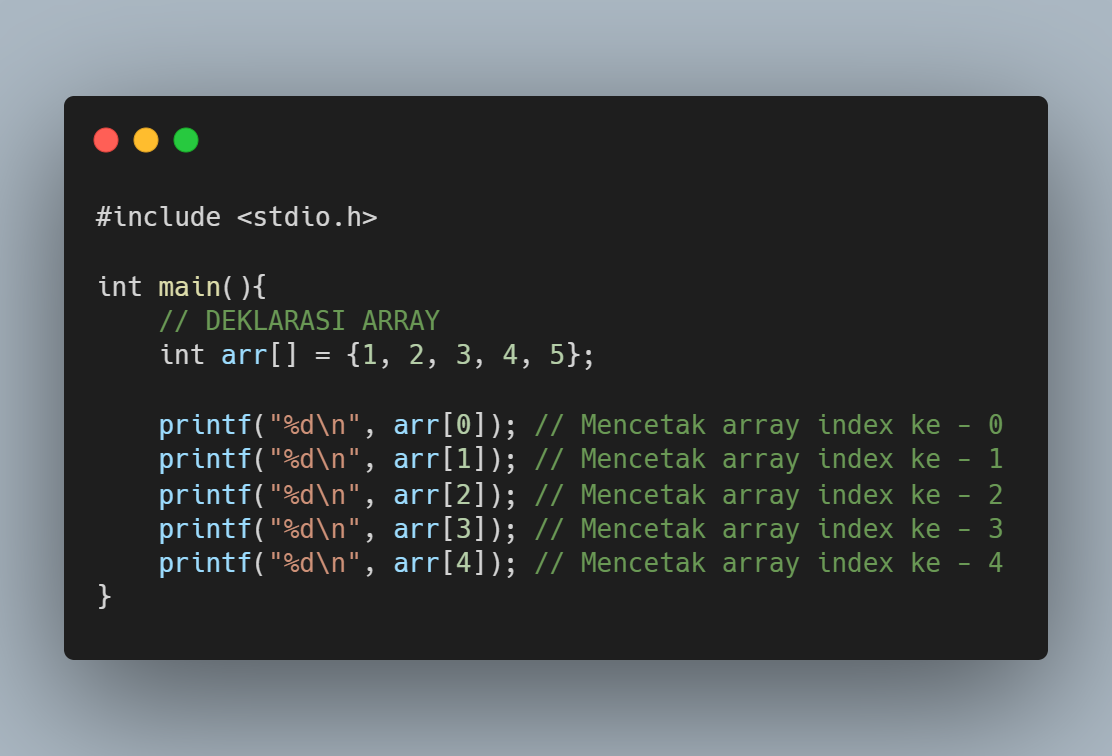 #include <stdio.h>

int main(){
    // DEKLARASI ARRAY
    int arr[] = {1, 2, 3, 4, 5};

    printf("%d\n", arr[0]); // Mencetak array index ke - 0
    printf("%d\n", arr[1]); // Mencetak array index ke - 1
    printf("%d\n", arr[2]); // Mencetak array index ke - 2
    printf("%d\n", arr[3]); // Mencetak array index ke - 3
    printf("%d\n", arr[4]); // Mencetak array index ke - 4
}